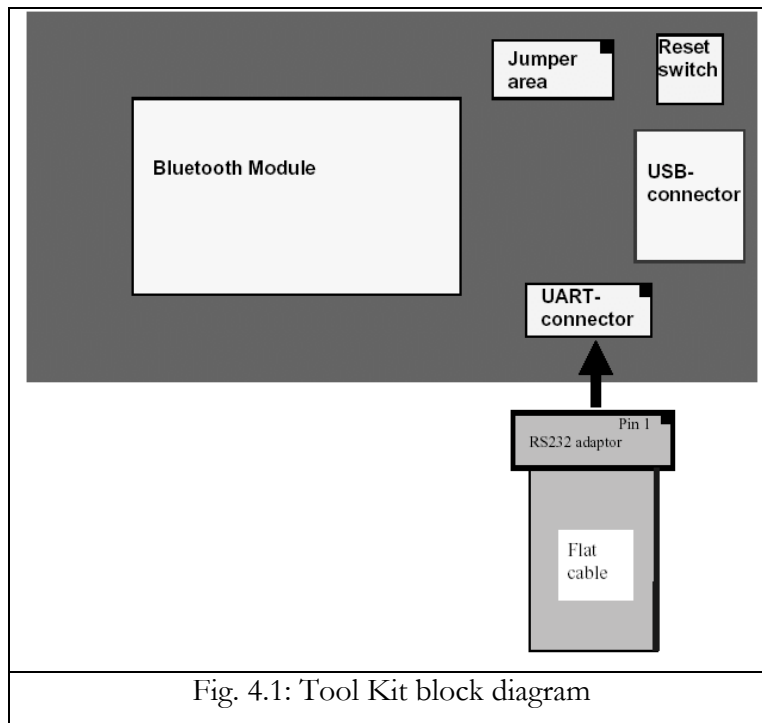 Jumper
area
Reset
switch
Bluetooth Module
USB-
connector
UART-
connector
Pin 1
RS232 adaptor
Flat
cable
Fig. 4.1: Tool Kit block diagram